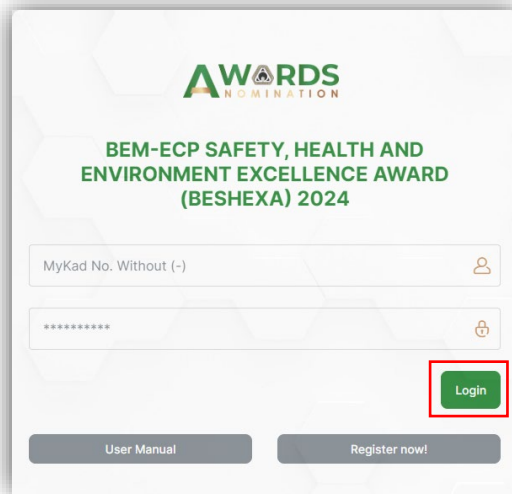 AWARDS
NOMINATION
BEM-ECP SAFETY, HEALTH AND
ENVIRONMENT EXCELLENCE AWARD
(BESHEXA) 2024
MyKad No. Without (-)
**********
Login
User Manual
Register now!